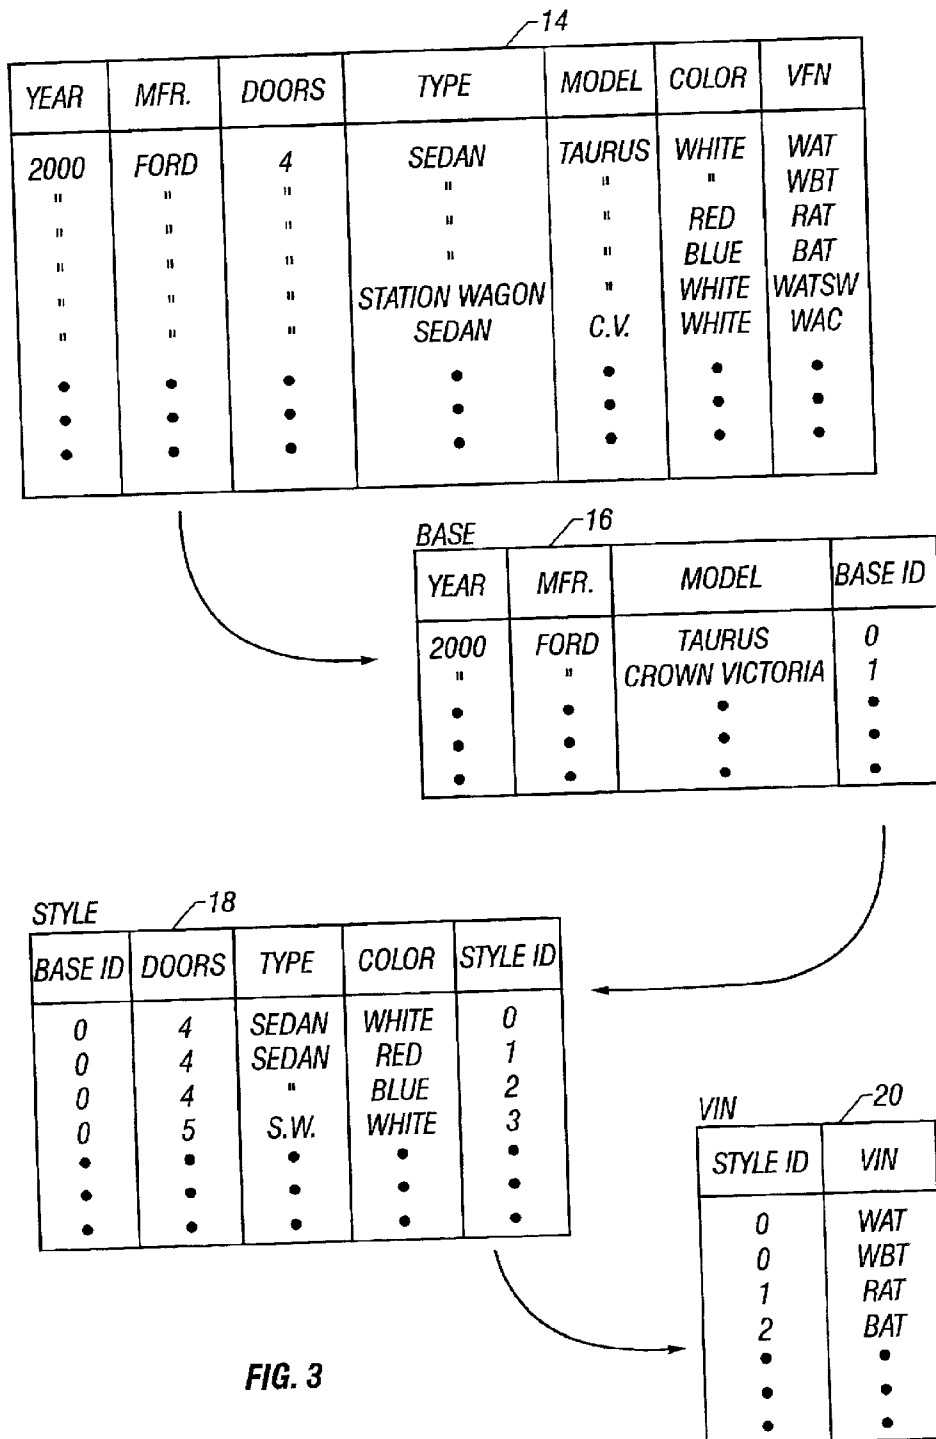 14
YEAR MFR. DOORS TYPE MODEL COLOR VFN
2000 FORD 4 SEDAN TAURUS WHITE WAT
" " " " " " WBT
" " " " " RED RAT
" " " " " BLUE BAT
" " " STATION WAGON " WHITE WATSW
" " " SEDAN C.V. WHITE WAC
BASE 16
YEAR MFR. MODEL BASE ID
2000 FORD TAURUS 0
" " CROWN VICTORIA 1
STYLE 18
BASE ID DOORS TYPE COLOR STYLE ID
0 4 SEDAN WHITE 0
0 4 SEDAN RED 1
0 4 " BLUE 2
0 5 S.W. WHITE 3
VIN 20
STYLE ID VIN
0 WAT
0 WBT
1 RAT
2 BAT
FIG. 3